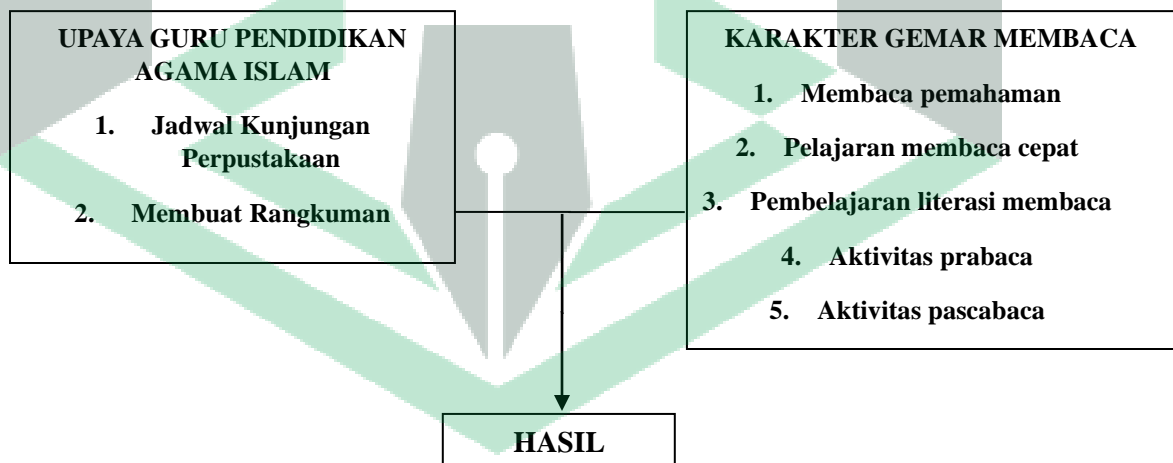 UPAYA GURU PENDIDIKAN
AGAMA ISLAM
1. Jadwal Kunjungan
Perpustakaan
2. Membuat Rangkuman
KARAKTER GEMAR MEMBACA
1. Membaca pemahaman
2. Pelajaran membaca cepat
3. Pembelajaran literasi membaca
4. Aktivitas prabaca
5. Aktivitas pascabaca
HASIL